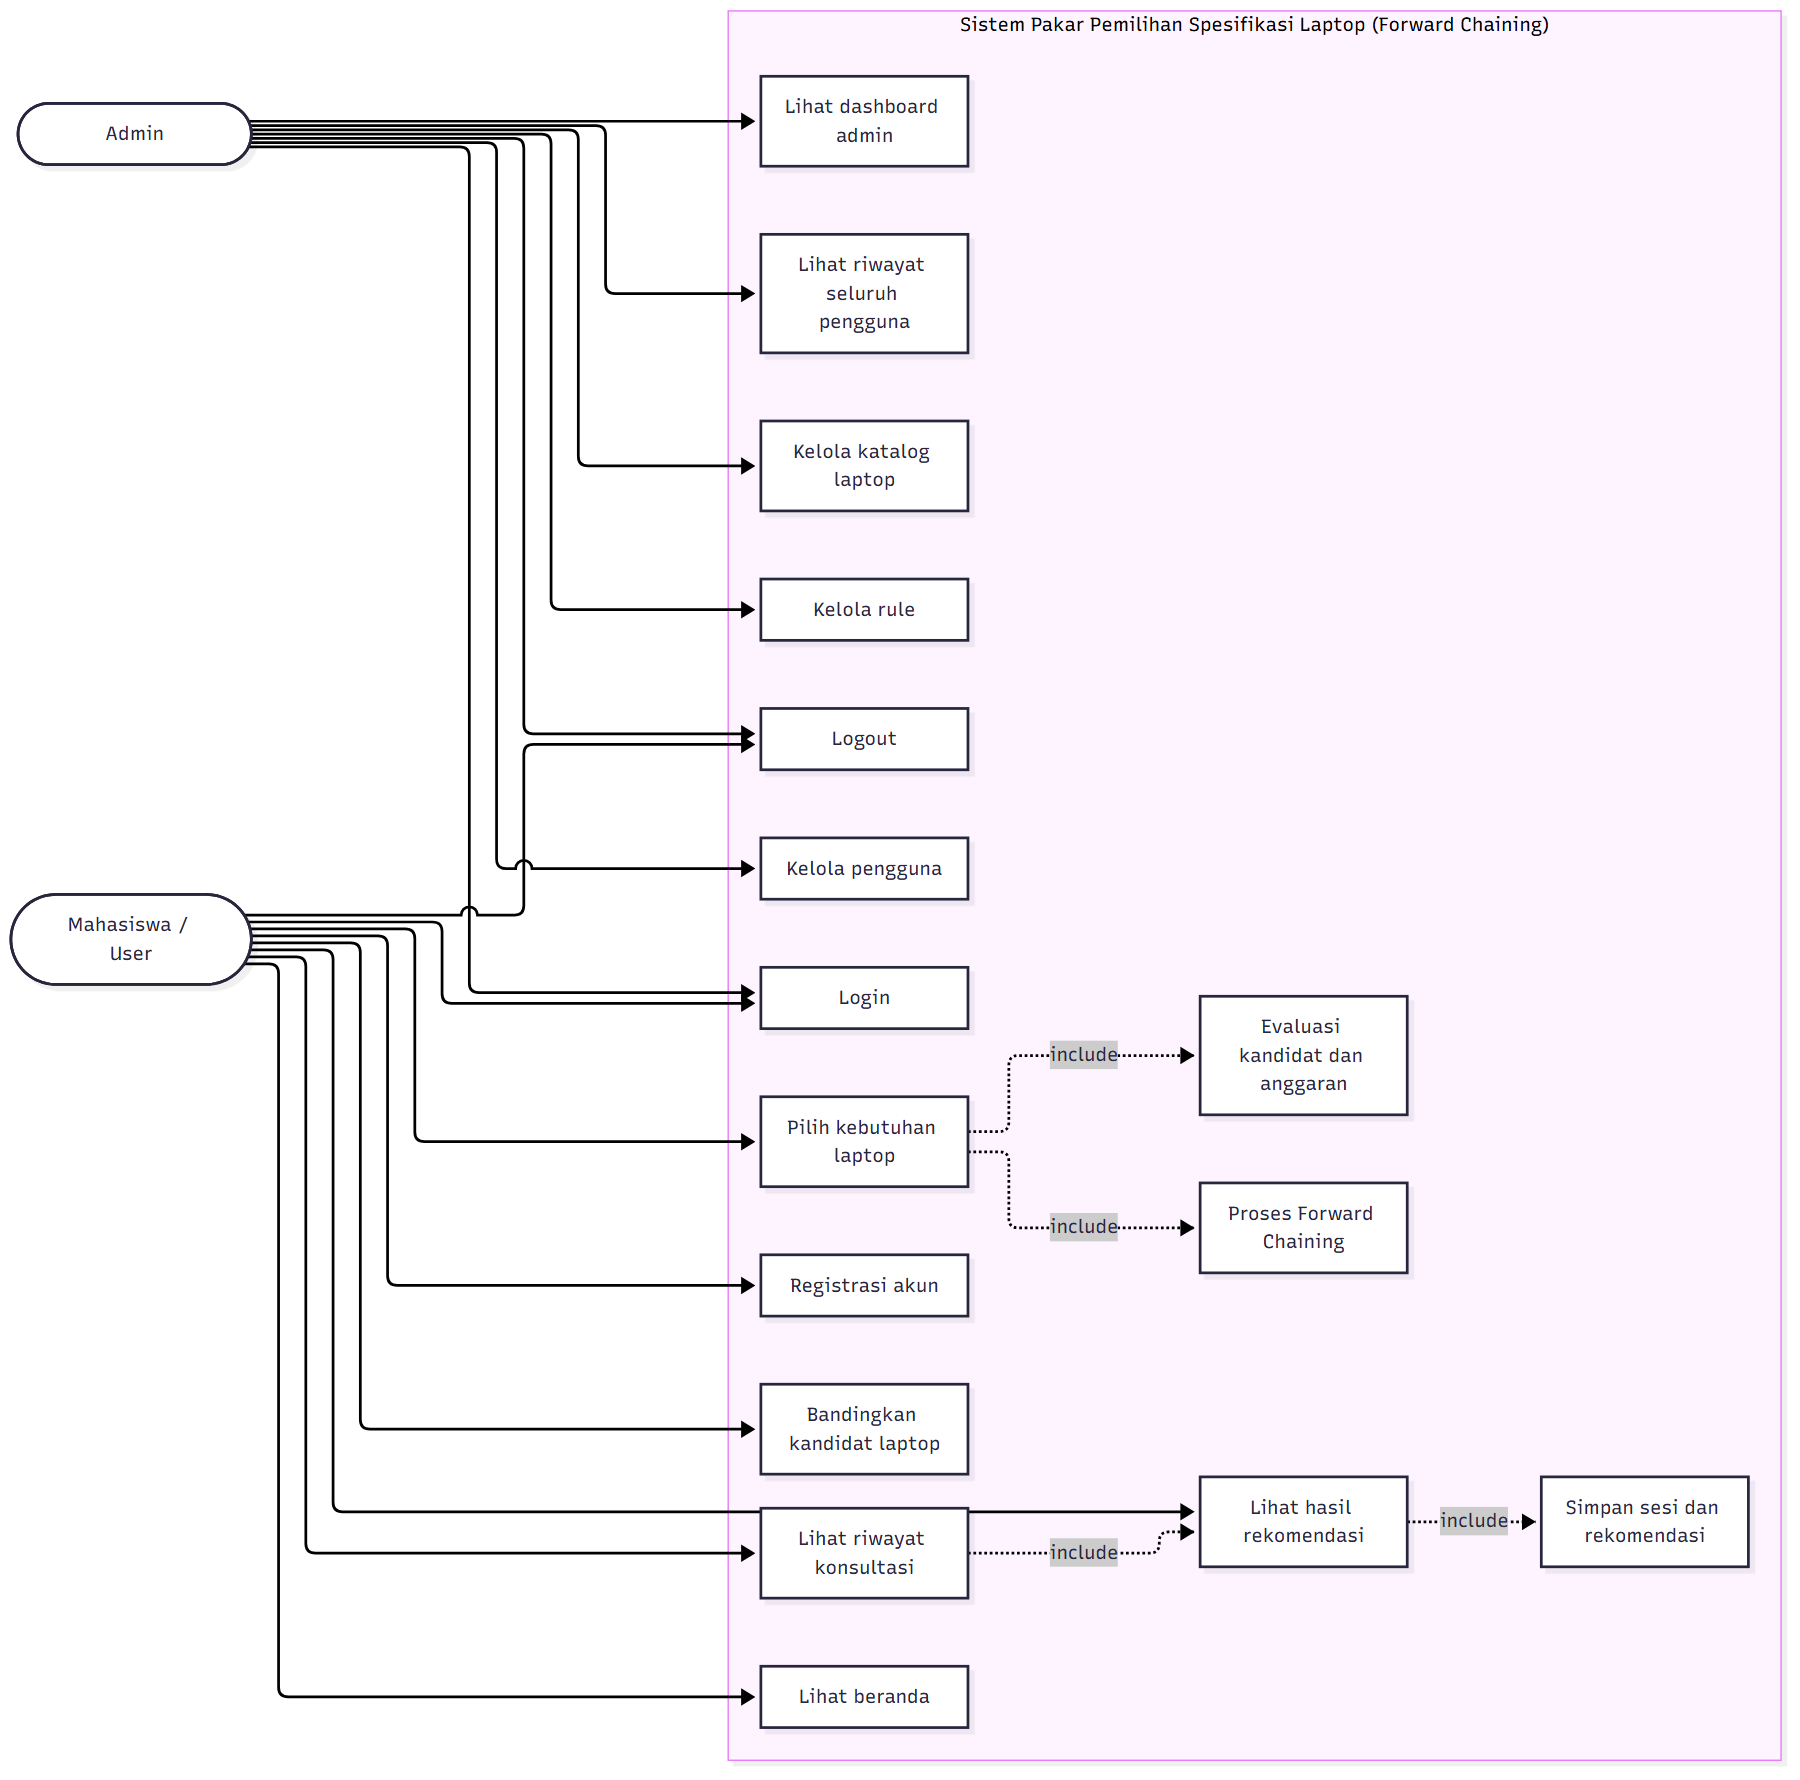 Sistem Pakar Pemilihan Spesifikasi Laptop (Forward Chaining)
Admin
Lihat dashboard
admin
Lihat riwayat
seluruh
pengguna
Kelola katalog
laptop
Kelola rule
Logout
Kelola pengguna
Mahasiswa /
User
Login
Pilih kebutuhan
laptop
include
Evaluasi
kandidat dan
anggaran
include
Proses Forward
Chaining
Registrasi akun
Bandingkan
kandidat laptop
Lihat riwayat
konsultasi
include
Lihat hasil
rekomendasi
include
Simpan sesi dan
rekomendasi
Lihat beranda